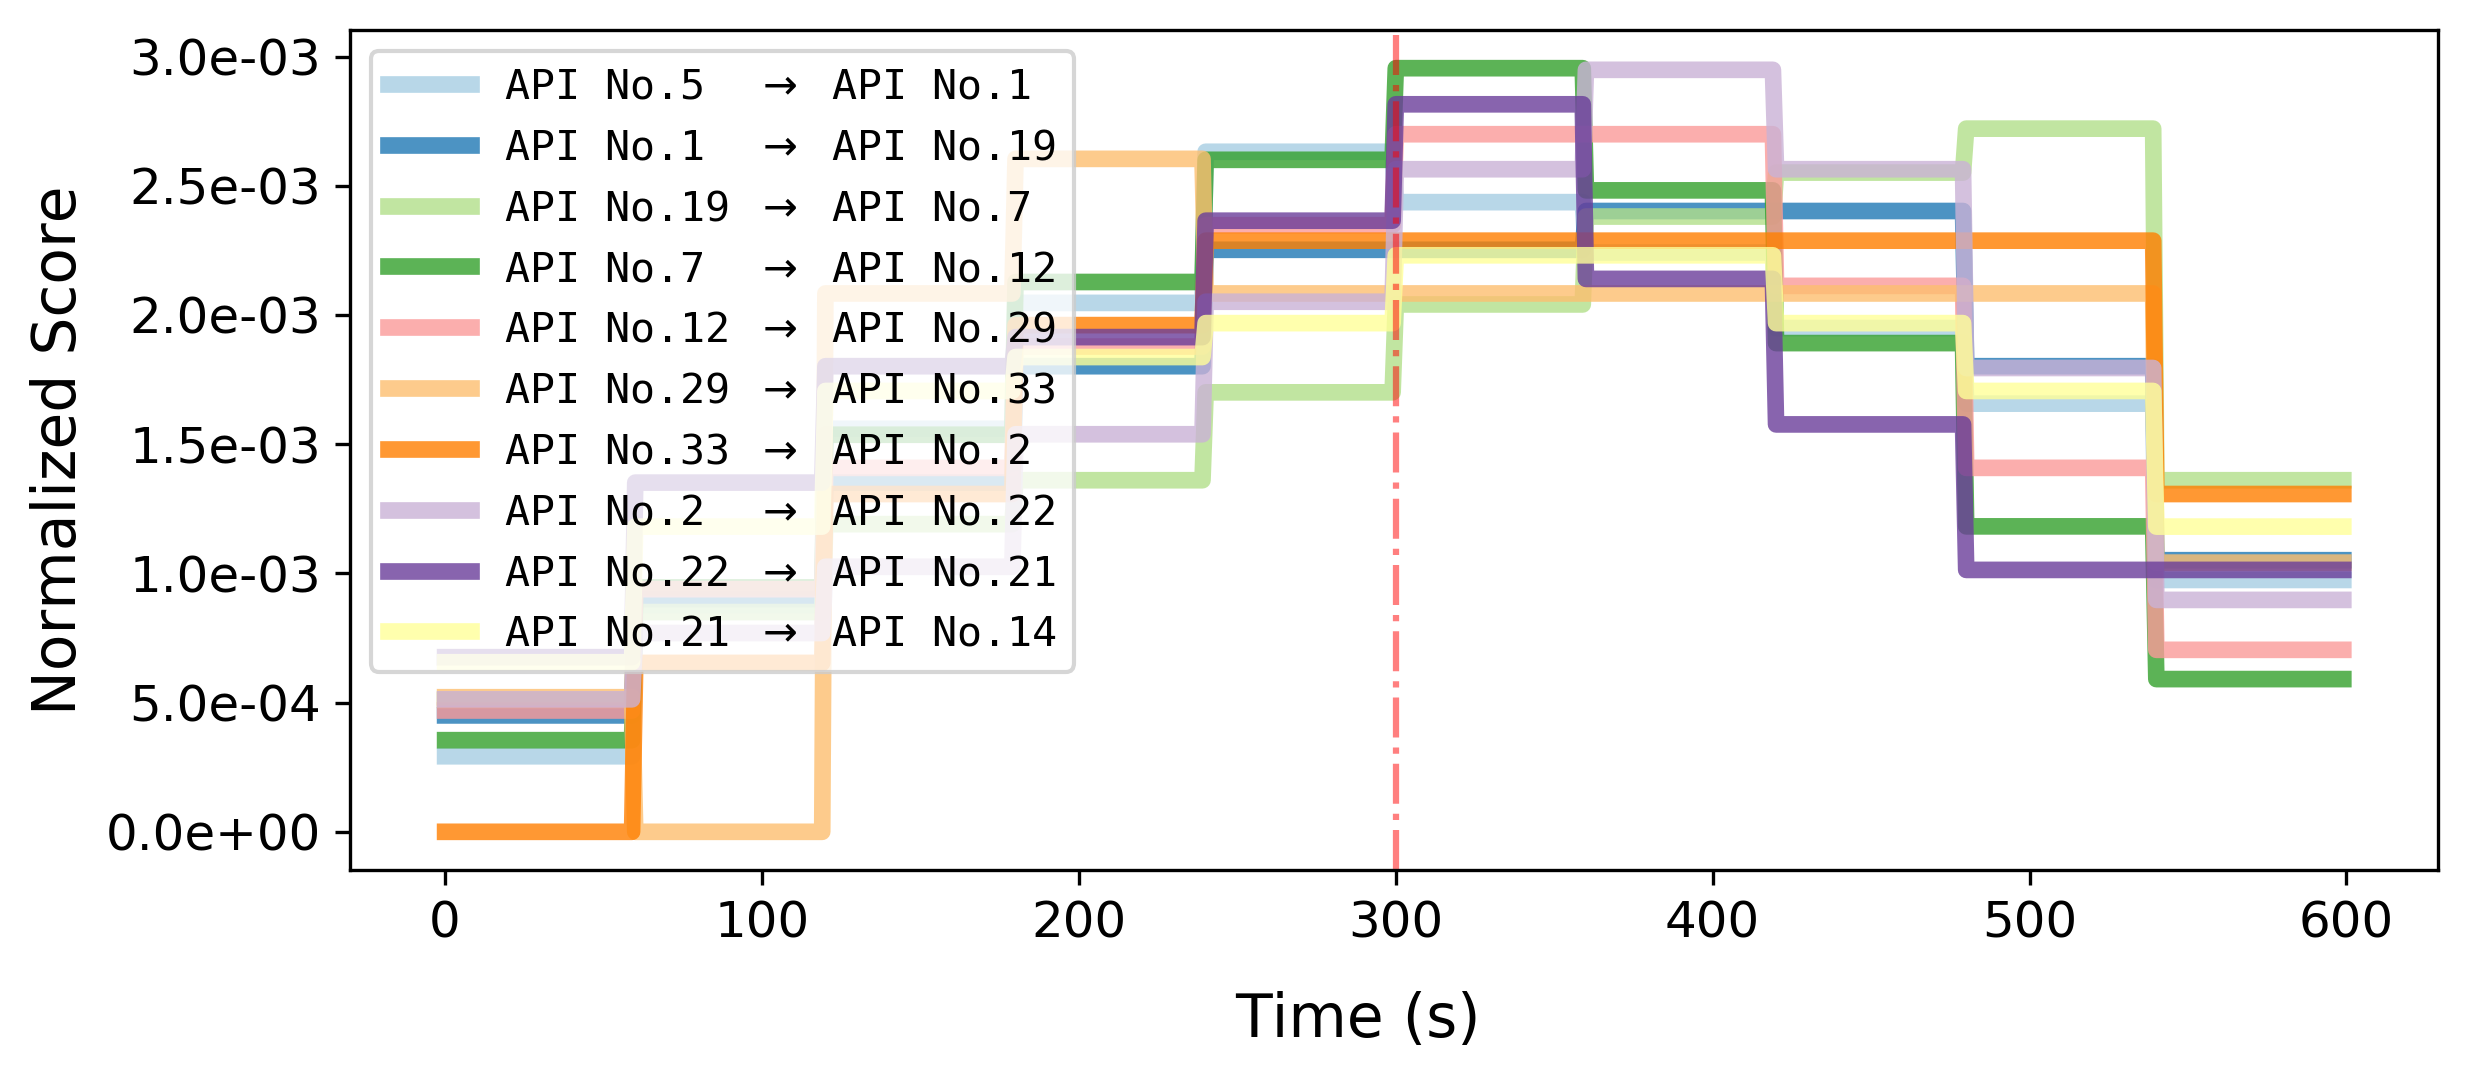 Normalized Score
3.0e-03
2.5e-03
2.0e-03
1.5e-03
1.0e-03
5.0e-04
0.0e+00
API No.5 → API No.1
API No.1 → API No.19
API No.19 → API No.7
API No.7 → API No.12
API No.12 → API No.29
API No.29 → API No.33
API No.33 → API No.2
API No.2 → API No.22
API No.22 → API No.21
API No.21 → API No.14
0 100 200 300 400 500 600
Time (s)